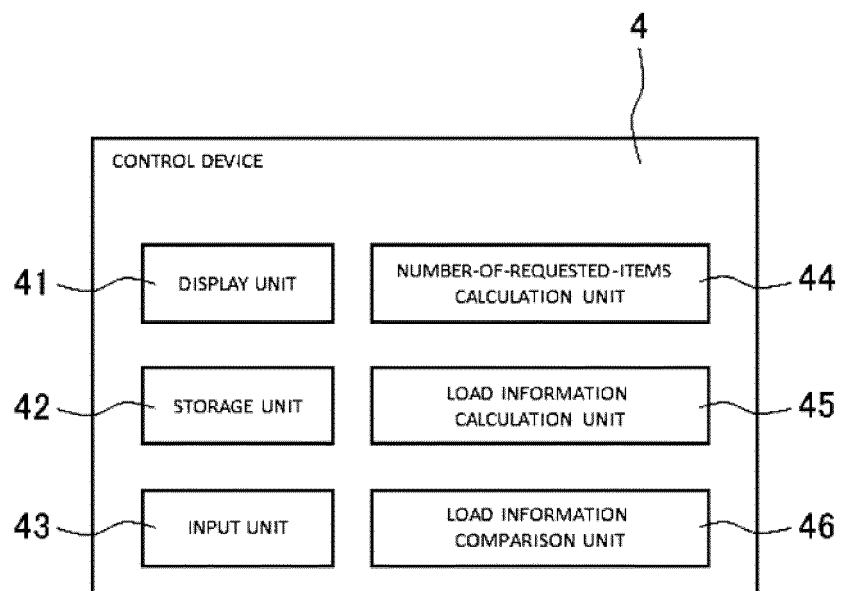 4
CONTROL DEVICE
41
DISPLAY UNIT
NUMBER-OF-REQUESTED-ITEMS
CALCULATION UNIT
44
42
STORAGE UNIT
LOAD INFORMATION
CALCULATION UNIT
45
43
INPUT UNIT
LOAD INFORMATION
COMPARISON UNIT
46